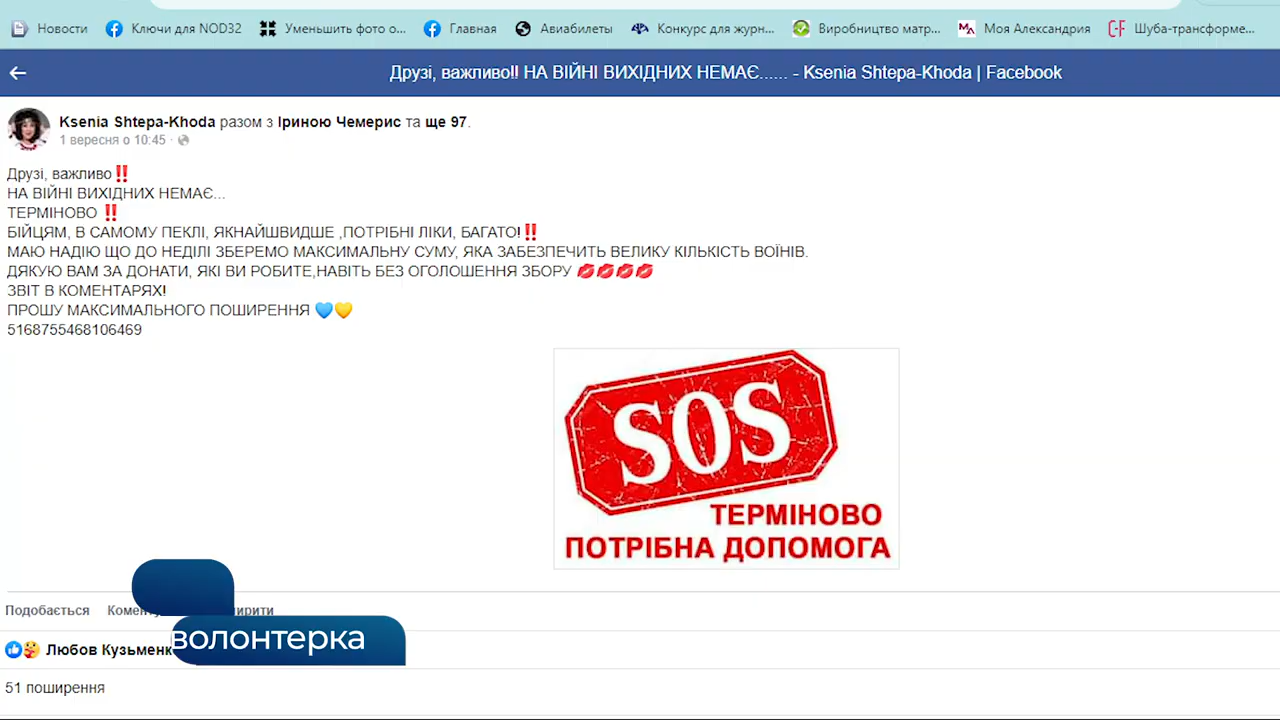 Новости
Ключи для NOD32
Уменьшить фото о...
Главная
Авиабилеты
Конкурс для журн...
Виробництво матр...
Моя Александрия
Шуба-трансформе...
Друзі, важливо!! НА ВІЙНІ ВИХІДНИХ НЕМАЄ...... - Ksenia Shtepa-Khoda | Facebook
Ksenia Shtepa-Khoda разом з Іриною Чемерис та ще 97.
1 вересня о 10:45 ·
Друзі, важливо‼️
НА ВІЙНІ ВИХІДНИХ НЕМАЄ...
ТЕРМІНОВО ‼️
БІЙЦЯМ, В САМОМУ ПЕКЛІ, ЯКНАЙШВИДШЕ ,ПОТРІБНІ ЛІКИ, БАГАТО!‼️
МАЮ НАДІЮ ЩО ДО НЕДІЛІ ЗБЕРЕМО МАКСИМАЛЬНУ СУМУ, ЯКА ЗАБЕЗПЕЧИТЬ ВЕЛИКУ КІЛЬКІСТЬ ВОЇНІВ.
ДЯКУЮ ВАМ ЗА ДОНАТИ, ЯКІ ВИ РОБИТЕ,НАВІТЬ БЕЗ ОГОЛОШЕННЯ ЗБОРУ 💋💋💋💋
ЗВІТ В КОМЕНТАРЯХ!
ПРОШУ МАКСИМАЛЬНОГО ПОШИРЕННЯ 💙💛
5168755468106469
SOS
ТЕРМІНОВО
ПОТРІБНА ДОПОМОГА
Подобається
волонтерка
Любов
51 поширення